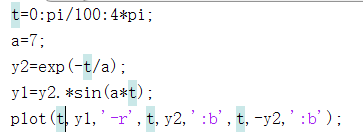 t=0:pi/100:4*pi;
a=7;
y2=exp(-t/a);
y1=y2.*sin(a*t);
plot(t,y1,'-r',t,y2,':b',t,-y2,':b');